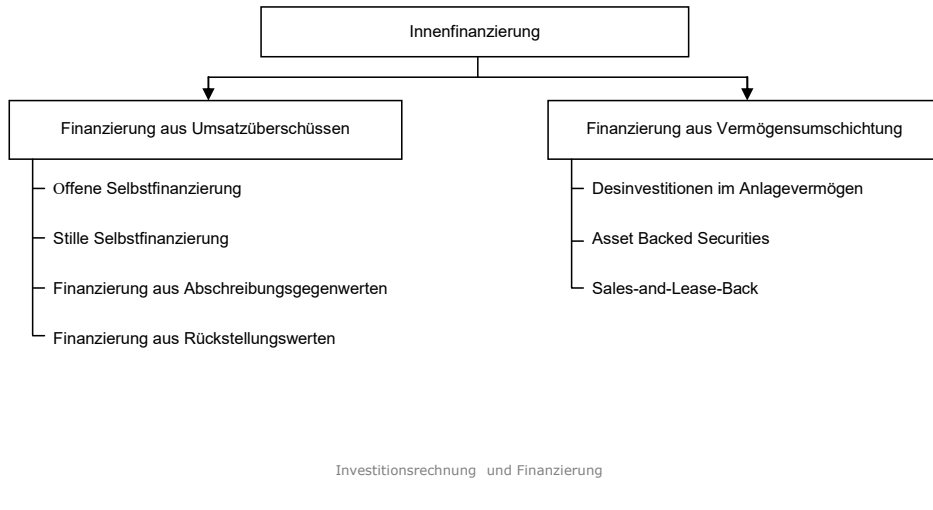 Innenfinanzierung
Finanzierung aus Umsatzüberschüssen
Offene Selbstfinanzierung
Stille Selbstfinanzierung
Finanzierung aus Abschreibungsgegenwerten
Finanzierung aus Rückstellungswerten
Finanzierung aus Vermögensumschichtung
Desinvestitionen im Anlagevermögen
Asset Backed Securities
Sales-and-Lease-Back
Investitionsrechnung und Finanzierung